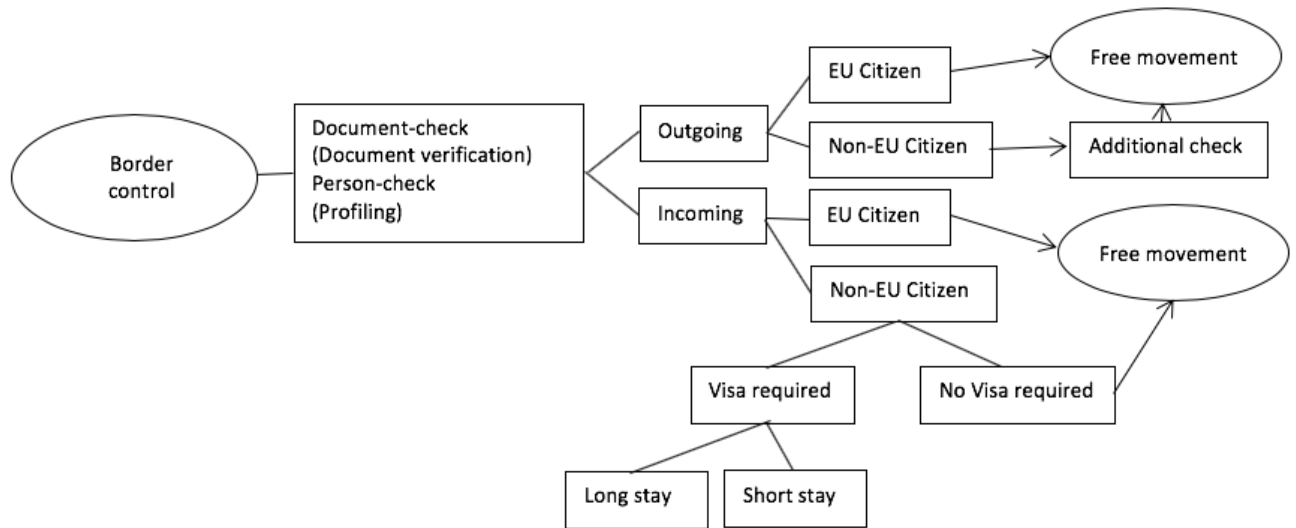 Border
control
Document-check
(Document verification)
Person-check
(Profiling)
Outgoing
Incoming
EU Citizen
Non-EU Citizen
Additional check
Free movement
EU Citizen
Free movement
Non-EU Citizen
Visa required
No Visa required
Long stay
Short stay